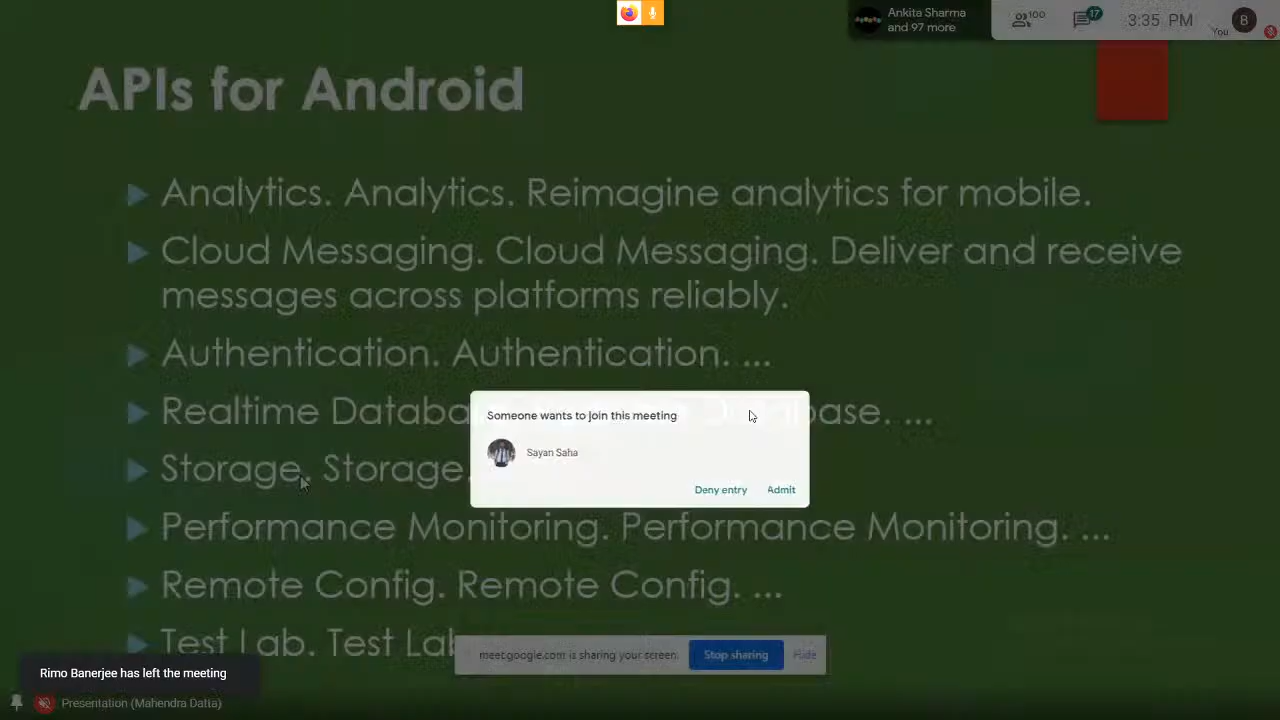 Ankita Sharma
and 97 more
100
17
3:35 PM
You
B
APIs for Android
Analytics. Analytics. Reimagine analytics for mobile.
Cloud Messaging. Cloud Messaging. Deliver and receive
messages across platforms reliably.
Authentication. Authentication. ...
Realtime Databa base. ...
Someone wants to join this meeting
Sayan Saha
Deny entry Admit
Storage. Storage.
Performance Monitoring. Performance Monitoring. ...
Remote Config. Remote Config. ...
Test Lab. Test Lab
meet.google.com is sharing your screen. Stop sharing Hide
Rimo Banerjee has left the meeting
Presentation (Mahendra Datta)